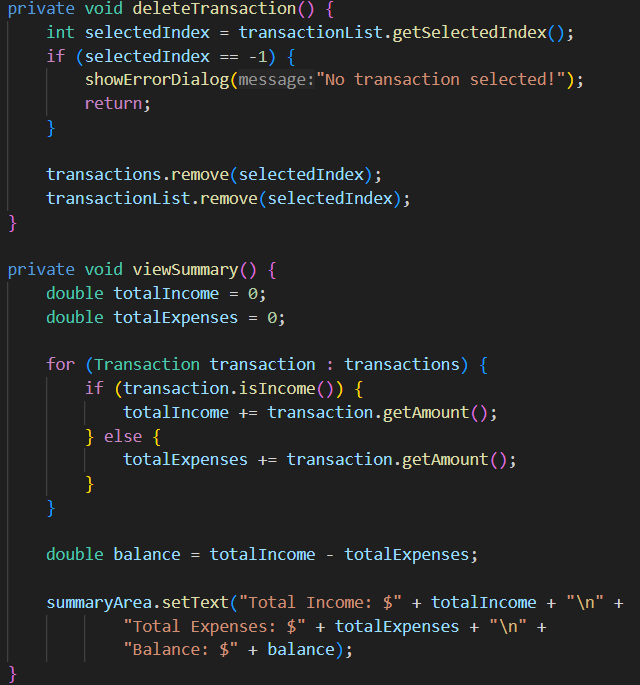 private void deleteTransaction() {
    int selectedIndex = transactionList.getSelectedIndex();
    if (selectedIndex == -1) {
        showErrorDialog(message:"No transaction selected!");
        return;
    }

    transactions.remove(selectedIndex);
    transactionList.remove(selectedIndex);
}

private void viewSummary() {
    double totalIncome = 0;
    double totalExpenses = 0;

    for (Transaction transaction : transactions) {
        if (transaction.isIncome()) {
            totalIncome += transaction.getAmount();
        } else {
            totalExpenses += transaction.getAmount();
        }
    }

    double balance = totalIncome - totalExpenses;

    summaryArea.setText("Total Income: $" + totalIncome + "\n" +
            "Total Expenses: $" + totalExpenses + "\n" +
            "Balance: $" + balance);
}